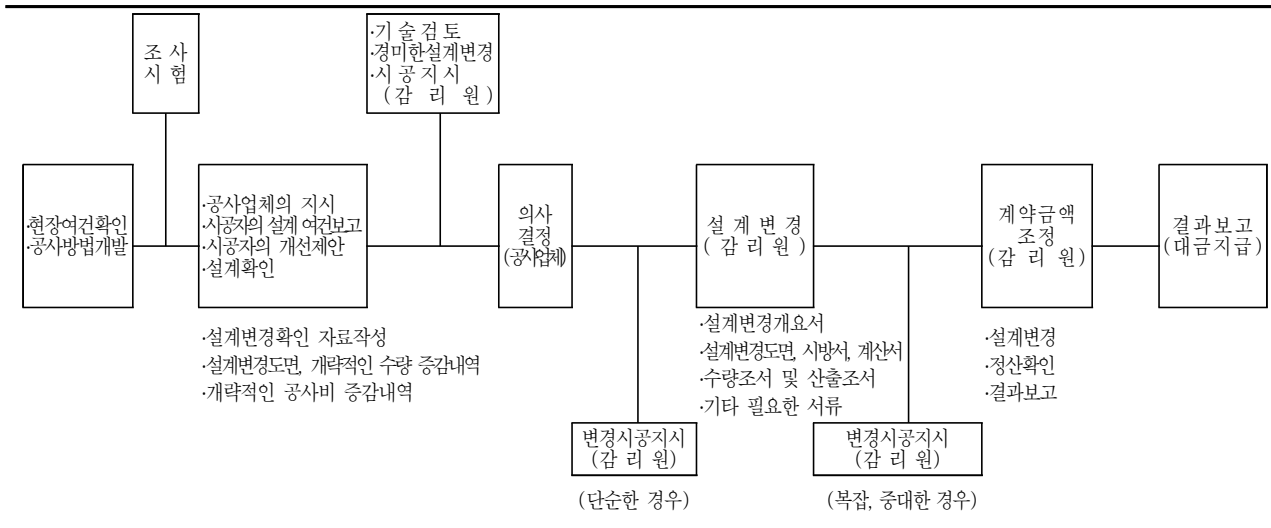 조 사
시 험
·기 술 검 토
·경미한설계변경
·시 공 지 시
( 감 리 원 )
·현장여건확인
·공사방법개발
·공사업체의 지시
·시공자의 설계 여건보고
·시공자의 개선제안
·설계확인
의사
결정
(공사업체)
설 계 변 경
( 감 리 원 )
계약금액
조정
( 감 리 원 )
결과보고
(대금지급)
·설계변경확인 자료작성
·설계변경도면, 개략적인 수량 증감내역
·개략적인 공사비 증감내역
·설계변경개요서
·설계변경도면, 시방서, 계산서
·수량조서 및 산출조서
·기타 필요한 서류
·설계변경
·정산확인
·결과보고
변경시공지시
( 감 리 원 )
변경시공지시
( 감 리 원 )
(단순한 경우)
(복잡, 중대한 경우)